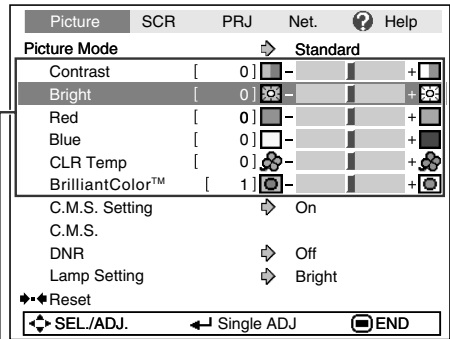 Picture SCR PRJ Net. Help
Picture Mode Standard
Contrast [ 0] – +
Bright [ 0] – +
Red [ 0] – +
Blue [ 0] – +
CLR Temp [ 0] – +
BrilliantColor™ [ 1] – +
C.M.S. Setting On
C.M.S.
DNR Off
Lamp Setting Bright
Reset
SEL./ADJ. Single ADJ END